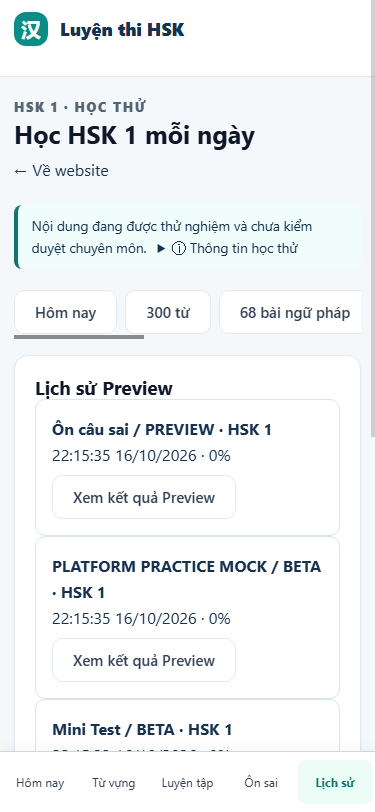 汉 Luyện thi HSK
HSK 1 · HỌC THỬ
Học HSK 1 mỗi ngày
← Về website
Nội dung đang được thử nghiệm và chưa kiểm
duyệt chuyên môn. ▶ ⓘ Thông tin học thử
Hôm nay 300 từ 68 bài ngữ pháp
Lịch sử Preview
Ôn câu sai / PREVIEW · HSK 1
22:15:35 16/10/2026 · 0%
Xem kết quả Preview
PLATFORM PRACTICE MOCK / BETA
· HSK 1
22:15:35 16/10/2026 · 0%
Xem kết quả Preview
Mini Test / BETA · HSK 1
Hôm nay Từ vựng Luyện tập Ôn sai Lịch sử